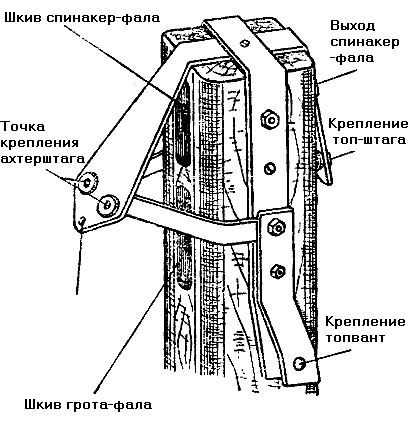 Шкив спинакер-фала
Выход
спинакер
-фала
Точка
крепления
ахтерштага
Крепление
топ-штага
Крепление
топвант
Шкив грота-фала